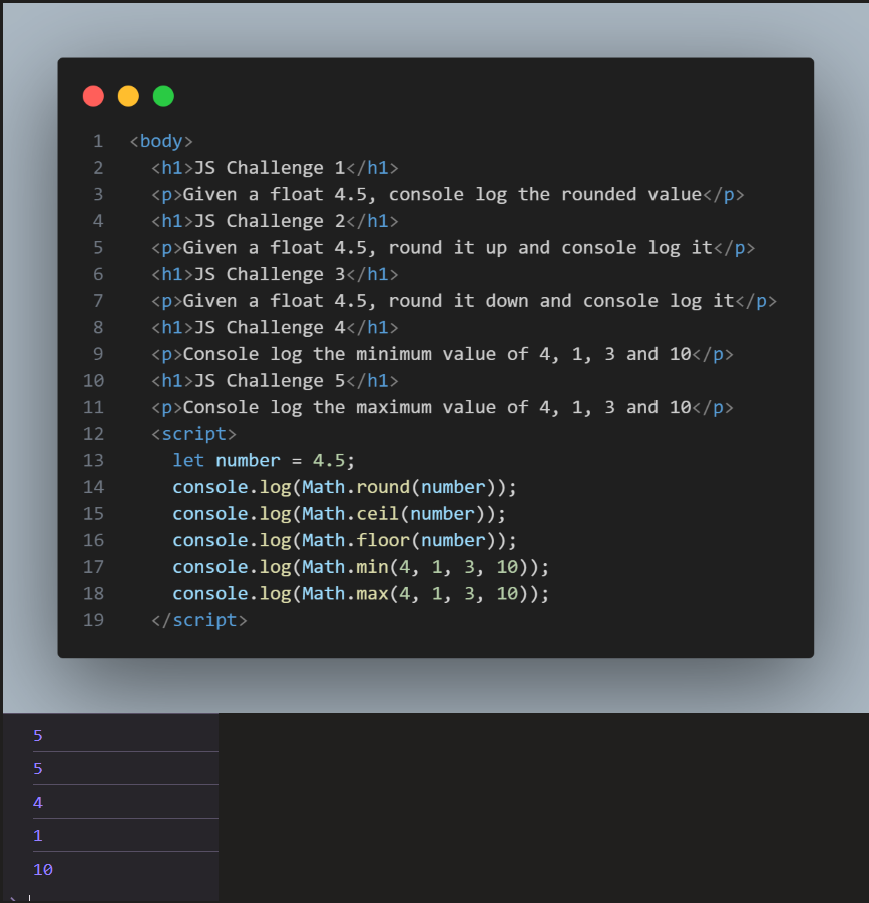 1 <body>
2 <h1>JS Challenge 1</h1>
3 <p>Given a float 4.5, console log the rounded value</p>
4 <h1>JS Challenge 2</h1>
5 <p>Given a float 4.5, round it up and console log it</p>
6 <h1>JS Challenge 3</h1>
7 <p>Given a float 4.5, round it down and console log it</p>
8 <h1>JS Challenge 4</h1>
9 <p>Console log the minimum value of 4, 1, 3 and 10</p>
10 <h1>JS Challenge 5</h1>
11 <p>Console log the maximum value of 4, 1, 3 and 10</p>
12 <script>
13 let number = 4.5;
14 console.log(Math.round(number));
15 console.log(Math.ceil(number));
16 console.log(Math.floor(number));
17 console.log(Math.min(4, 1, 3, 10));
18 console.log(Math.max(4, 1, 3, 10));
19 </script>
5
5
4
1
10